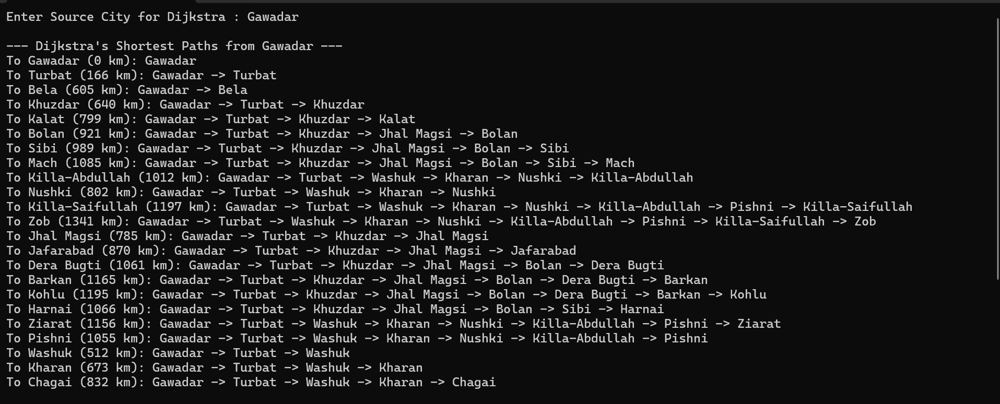 Enter Source City for Dijkstra : Gawadar
--- Dijkstra's Shortest Paths from Gawadar ---
To Gawadar (0 km): Gawadar
To Turbat (166 km): Gawadar -> Turbat
To Bela (605 km): Gawadar -> Bela
To Khuzdar (640 km): Gawadar -> Turbat -> Khuzdar
To Kalat (799 km): Gawadar -> Turbat -> Khuzdar -> Kalat
To Bolan (921 km): Gawadar -> Turbat -> Khuzdar -> Jhal Magsi -> Bolan
To Sibi (989 km): Gawadar -> Turbat -> Khuzdar -> Jhal Magsi -> Bolan -> Sibi
To Mach (1085 km): Gawadar -> Turbat -> Khuzdar -> Jhal Magsi -> Bolan -> Sibi -> Mach
To Killa-Abdullah (1012 km): Gawadar -> Turbat -> Washuk -> Kharan -> Nushki -> Killa-Abdullah
To Nushki (802 km): Gawadar -> Turbat -> Washuk -> Kharan -> Nushki
To Killa-Saifullah (1197 km): Gawadar -> Turbat -> Washuk -> Kharan -> Nushki -> Killa-Abdullah -> Pishni -> Killa-Saifullah
To Zob (1341 km): Gawadar -> Turbat -> Washuk -> Kharan -> Nushki -> Killa-Abdullah -> Pishni -> Killa-Saifullah -> Zob
To Jhal Magsi (785 km): Gawadar -> Turbat -> Khuzdar -> Jhal Magsi
To Jafarabad (870 km): Gawadar -> Turbat -> Khuzdar -> Jhal Magsi -> Jafarabad
To Dera Bugti (1061 km): Gawadar -> Turbat -> Khuzdar -> Jhal Magsi -> Bolan -> Dera Bugti
To Barkan (1165 km): Gawadar -> Turbat -> Khuzdar -> Jhal Magsi -> Bolan -> Dera Bugti -> Barkan
To Kohlu (1195 km): Gawadar -> Turbat -> Khuzdar -> Jhal Magsi -> Bolan -> Dera Bugti -> Barkan -> Kohlu
To Harnai (1066 km): Gawadar -> Turbat -> Khuzdar -> Jhal Magsi -> Bolan -> Sibi -> Harnai
To Ziarat (1156 km): Gawadar -> Turbat -> Washuk -> Kharan -> Nushki -> Killa-Abdullah -> Pishni -> Ziarat
To Pishni (1055 km): Gawadar -> Turbat -> Washuk -> Kharan -> Nushki -> Killa-Abdullah -> Pishni
To Washuk (512 km): Gawadar -> Turbat -> Washuk
To Kharan (673 km): Gawadar -> Turbat -> Washuk -> Kharan
To Chagai (832 km): Gawadar -> Turbat -> Washuk -> Kharan -> Chagai